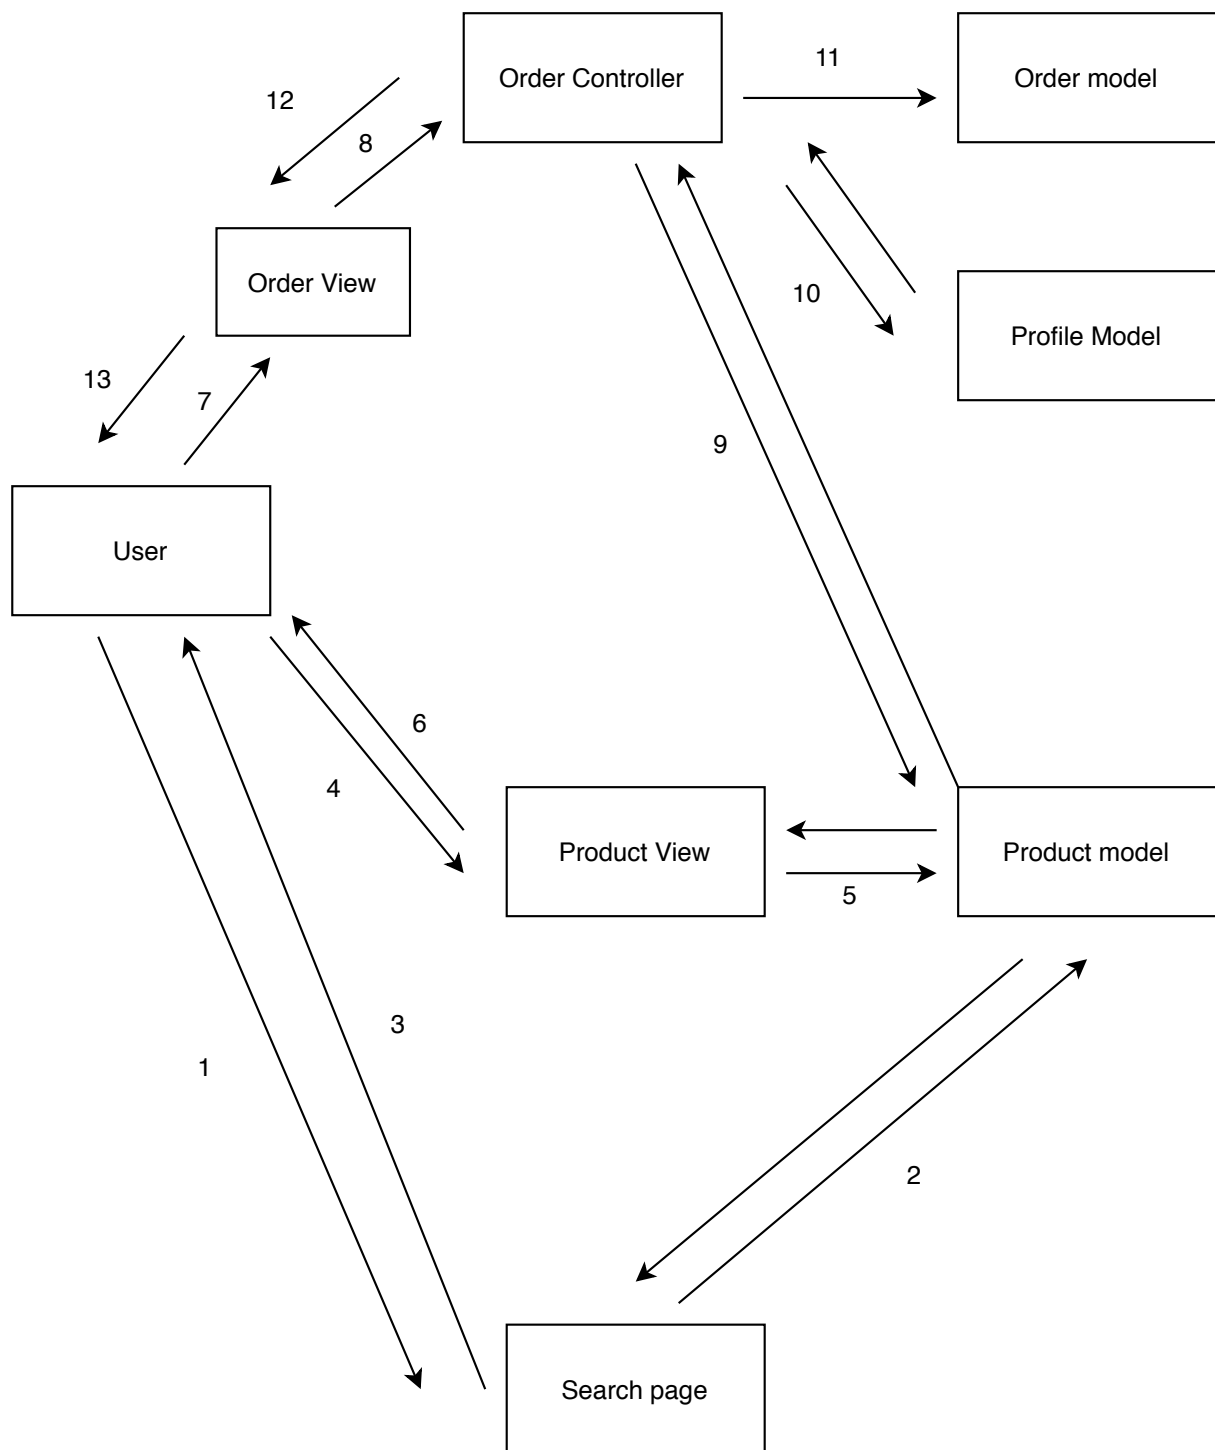 Order Controller
11
Order model
12
8
Order View
10
Profile Model
13
7
9
User
6
4
Product View
5
Product model
3
1
2
Search page